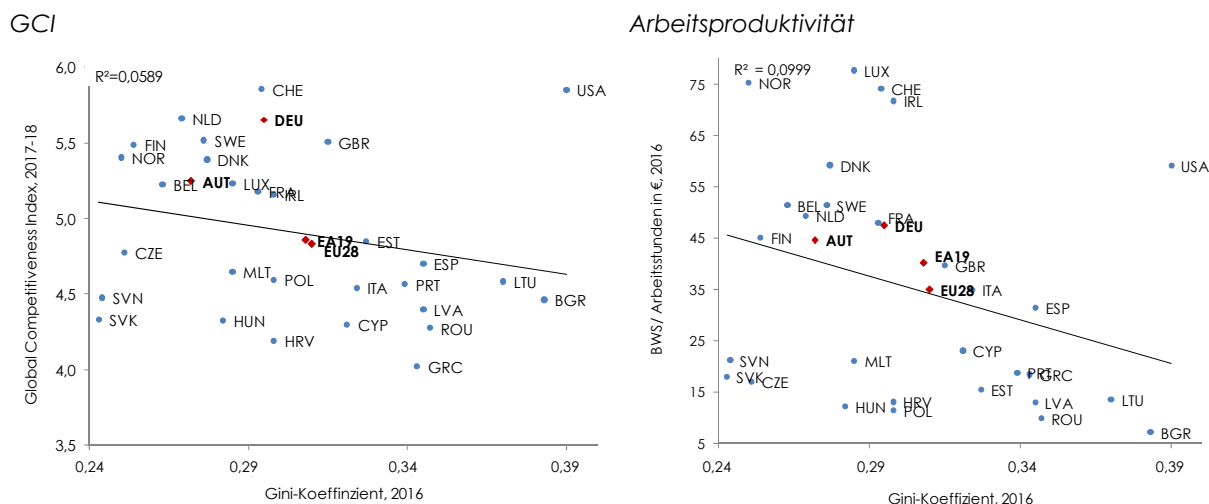 GCI
R²=0,0589
Global Competitiveness Index, 2017-18
6,0
5,5
5,0
4,5
4,0
3,5
CHE
USA
NLD
DEU
FIN
SWE
GBR
NOR
DNK
BEL
AUT
LUX
FRA
IRL
EA19
EST
EU28
CZE
MLT
POL
ESP
ITA
PRT
LTU
SVN
BGR
SVK
HUN
CYP
LVA
ROU
HRV
GRC
0,24
0,29
0,34
0,39
Gini-Koeffinzient, 2016
Arbeitsproduktivität
R² = 0,0999
BWS/ Arbeitsstunden in €, 2016
75
65
55
45
35
25
15
5
LUX
NOR
CHE
IRL
DNK
USA
BEL
SWE
NLD
FRA
DEU
FIN
AUT
EA19
GBR
EU28
ITA
ESP
CYP
SVN
MLT
SVK
CZE
PRT
GRC
EST
HUN
HRV
POL
LVA
LTU
ROU
BGR
0,24
0,29
0,34
0,39
Gini-Koeffizient, 2016